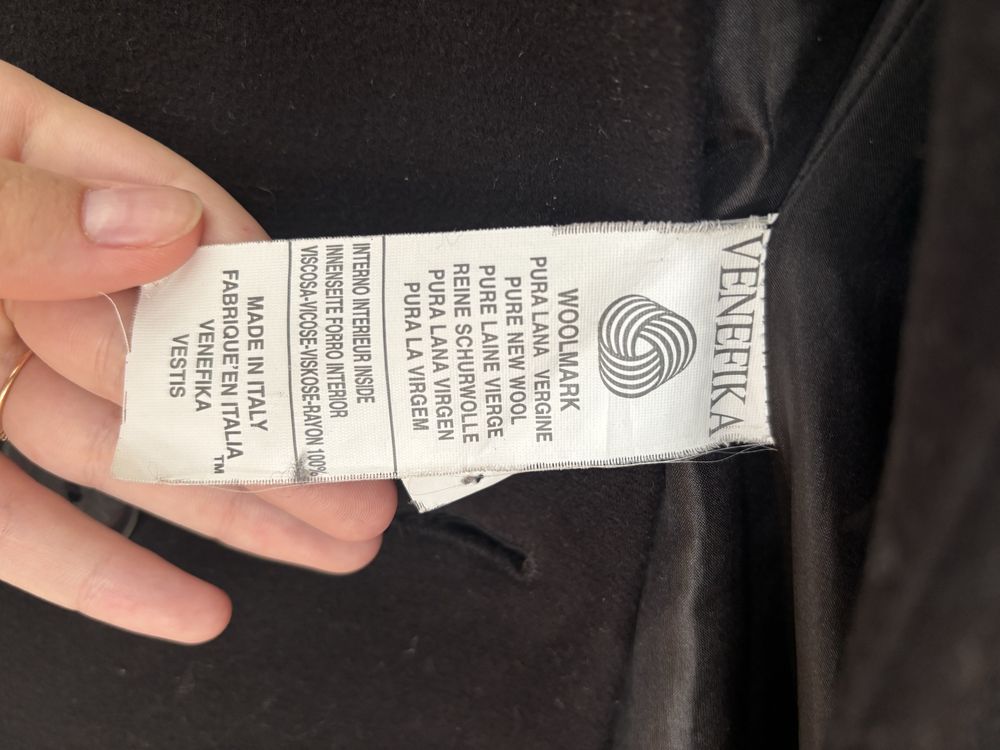 VENEFIKA
WOOLMARK
PURA LANA VERGINE
PURE NEW WOOL
PURE LAINE VIERGE
REINE SCHURWOLLE
PURA LANA VIRGEN
PURA LA VIRGEM
INTERNO INTERIEUR INSIDE
INNENSEITE FORRO INTERIOR
VISCOSA-VICOSE-VISKOSE-RAYON 100%
MADE IN ITALY
FABRIQUE'EN ITALIA
VENEFIKA™
VESTIS